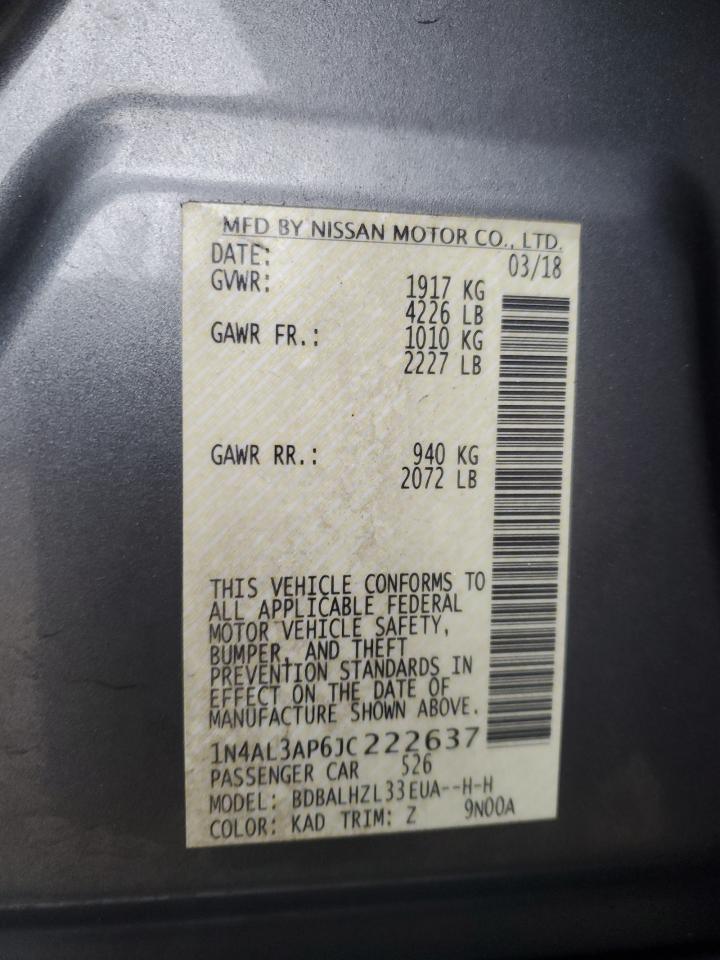 MFD BY NISSAN MOTOR CO., LTD.
DATE: 03/18
GVWR: 1917 KG
4226 LB
GAWR FR.: 1010 KG
2227 LB
GAWR RR.: 940 KG
2072 LB
THIS VEHICLE CONFORMS TO
ALL APPLICABLE FEDERAL
MOTOR VEHICLE SAFETY,
BUMPER, AND THEFT
PREVENTION STANDARDS IN
EFFECT ON THE DATE OF
MANUFACTURE SHOWN ABOVE.
1N4AL3AP6JC222637
PASSENGER CAR 526
MODEL: BDBALHZL33EUA--H-H
COLOR: KAD TRIM: Z 9N00A